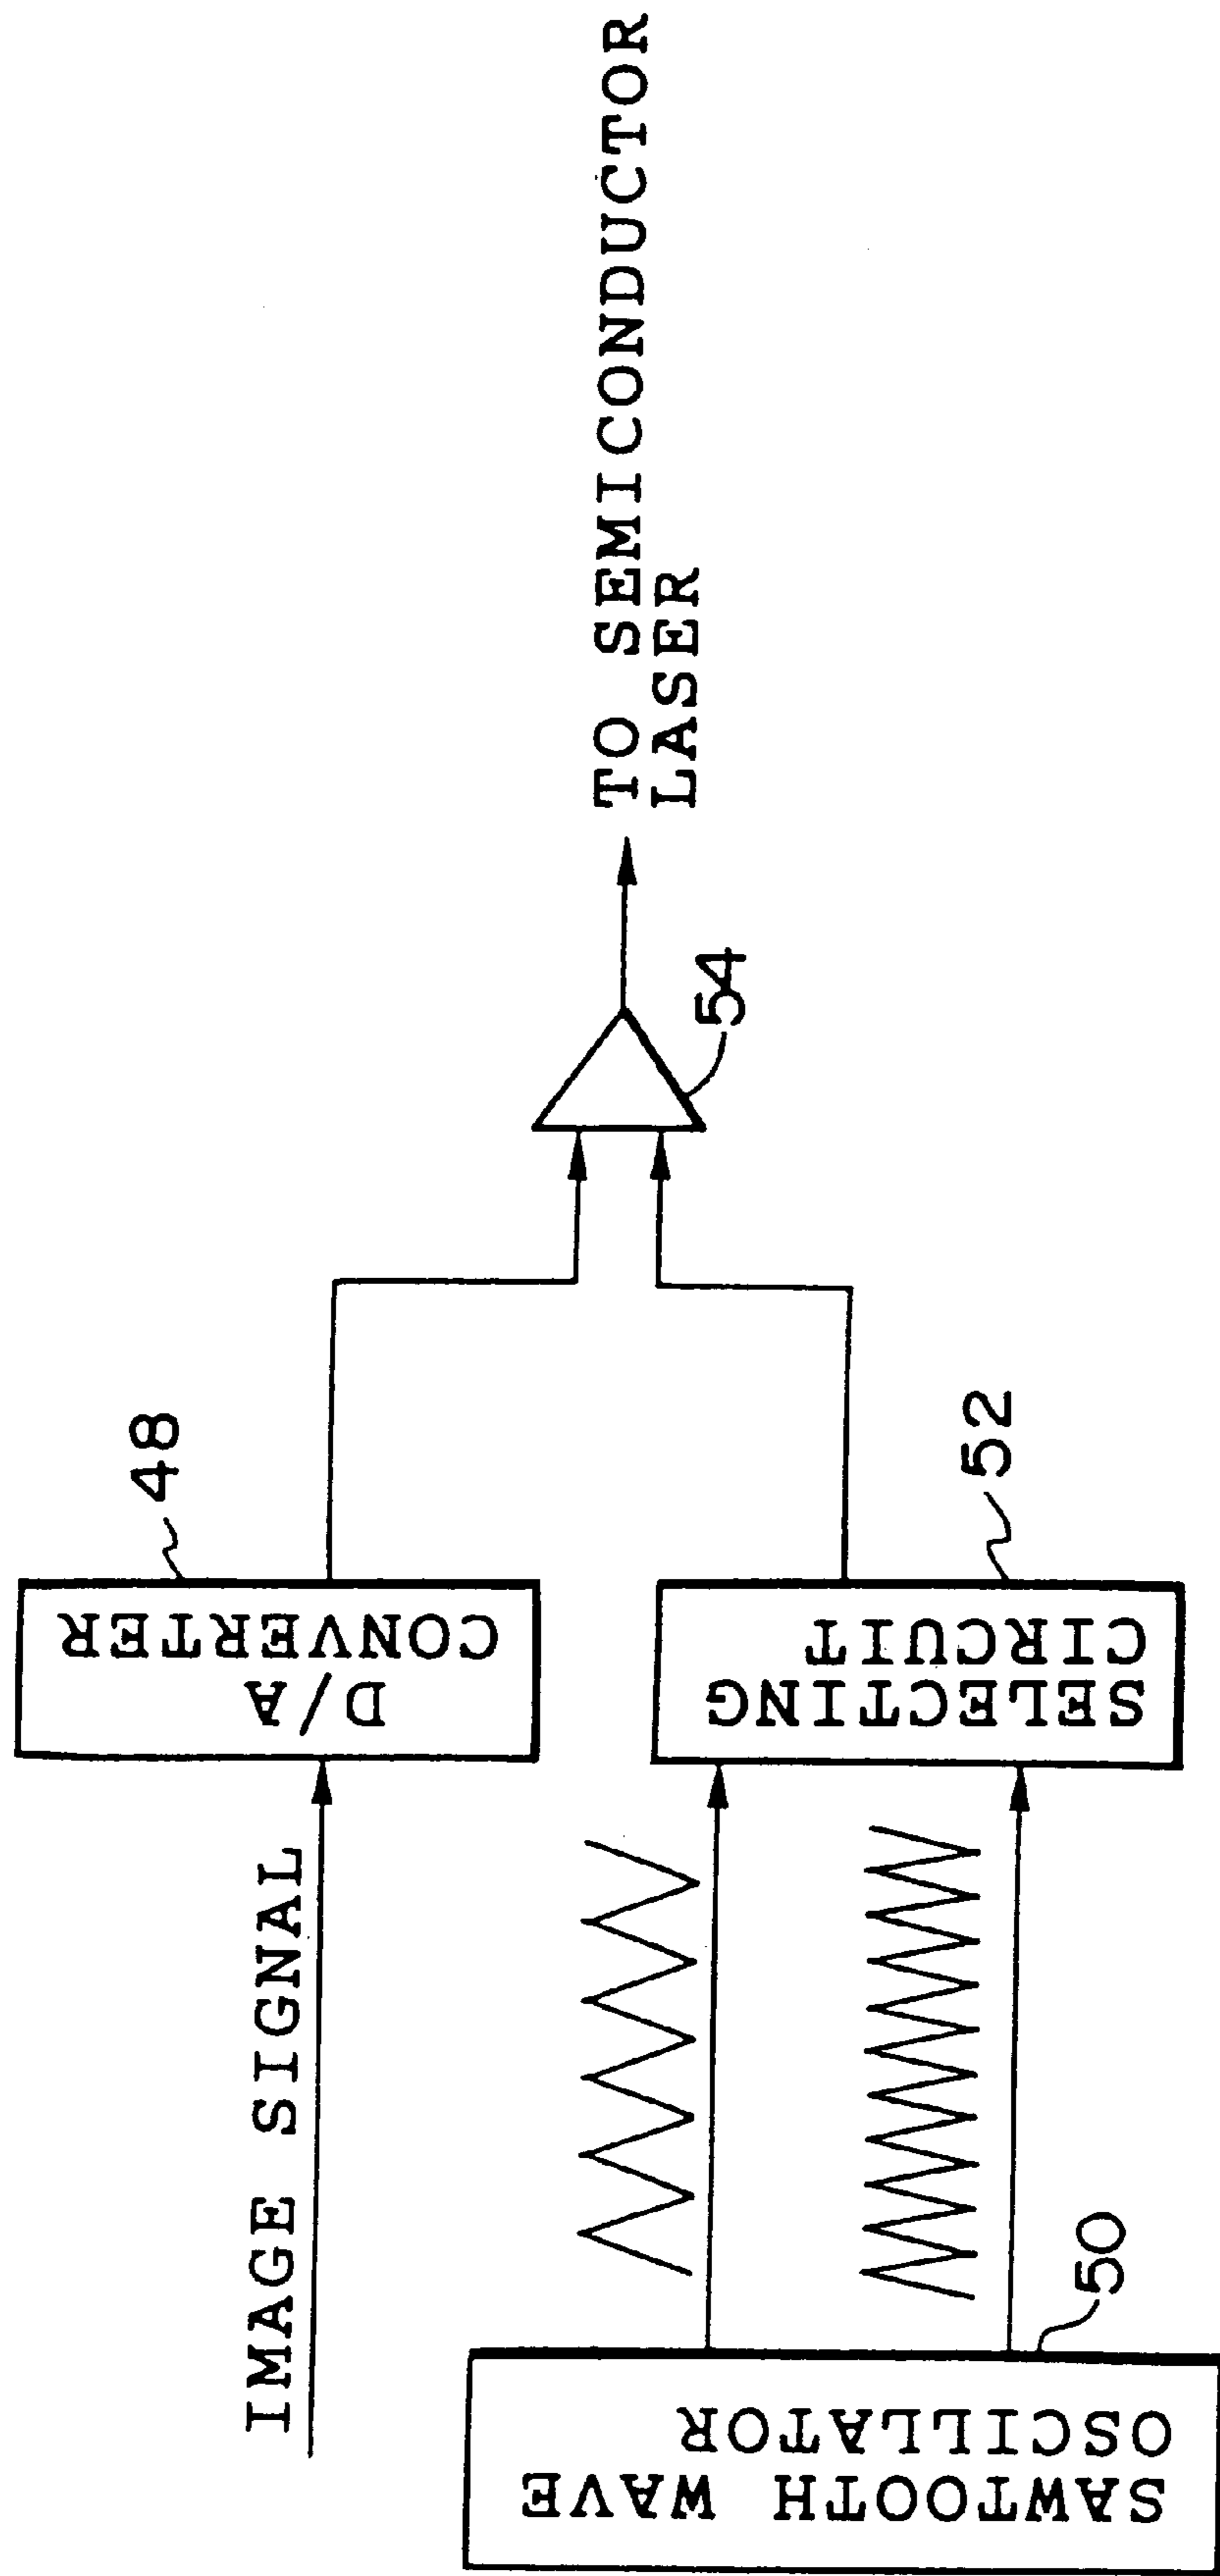 IMAGE SIGNAL
D/A
CONVERTER
48
SAWTOOTH WAVE
OSCILLATOR
50
SELECTING
CIRCUIT
52
54
TO SEMICONDUCTOR
LASER